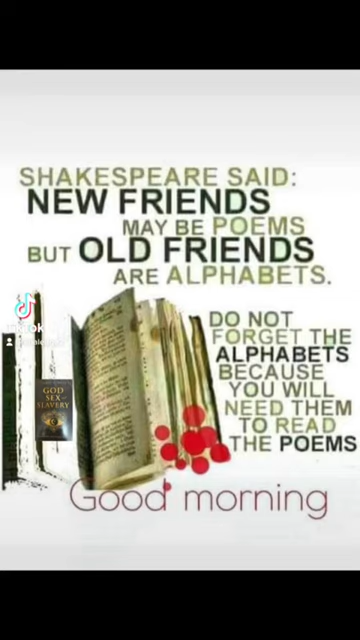 SHAKESPEARE SAID:
NEW FRIENDS
MAY BE POEMS
BUT OLD FRIENDS
ARE ALPHABETS.
DO NOT
FORGET THE
ALPHABETS
BECAUSE
YOU WILL
NEED THEM
TO READ
THE POEMS
GOD
SEX
SLAVERY
Good morning